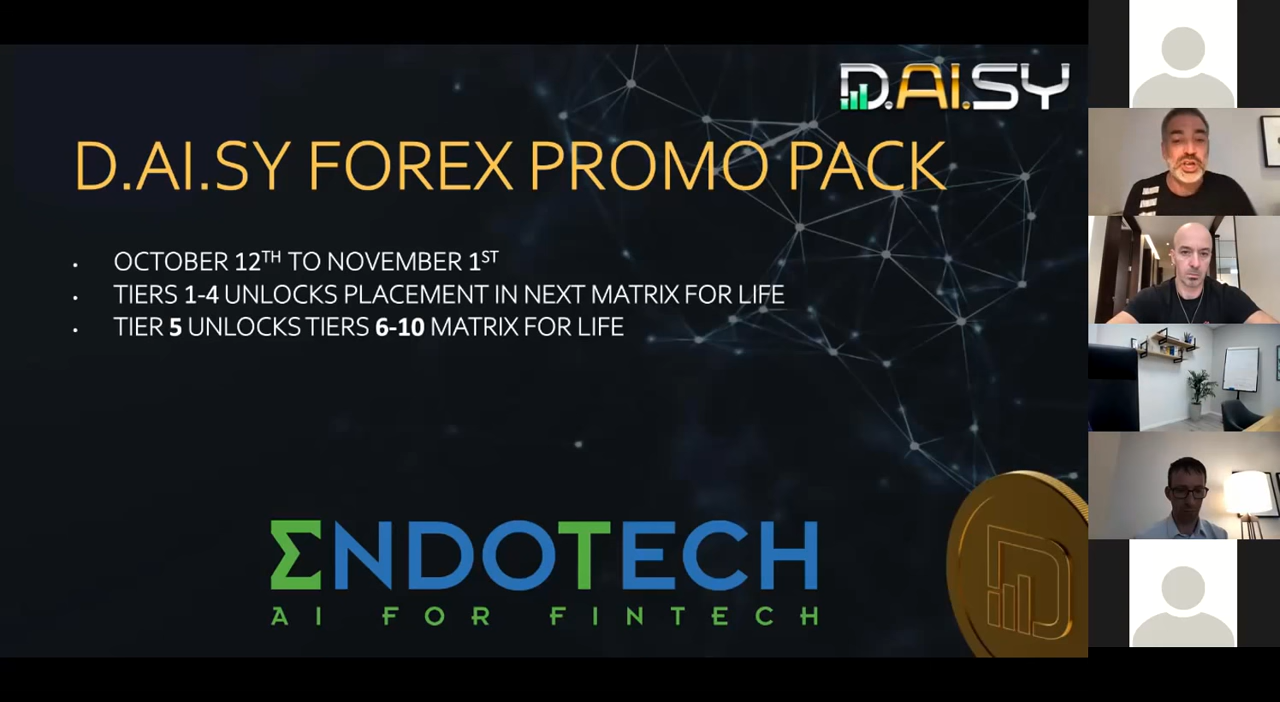 D.AI.SY
D.AI.SY FOREX PROMO PACK
• OCTOBER 12TH TO NOVEMBER 1ST
• TIERS 1-4 UNLOCKS PLACEMENT IN NEXT MATRIX FOR LIFE
• TIER 5 UNLOCKS TIERS 6-10 MATRIX FOR LIFE
ΣNDOTECH
AI FOR FINTECH